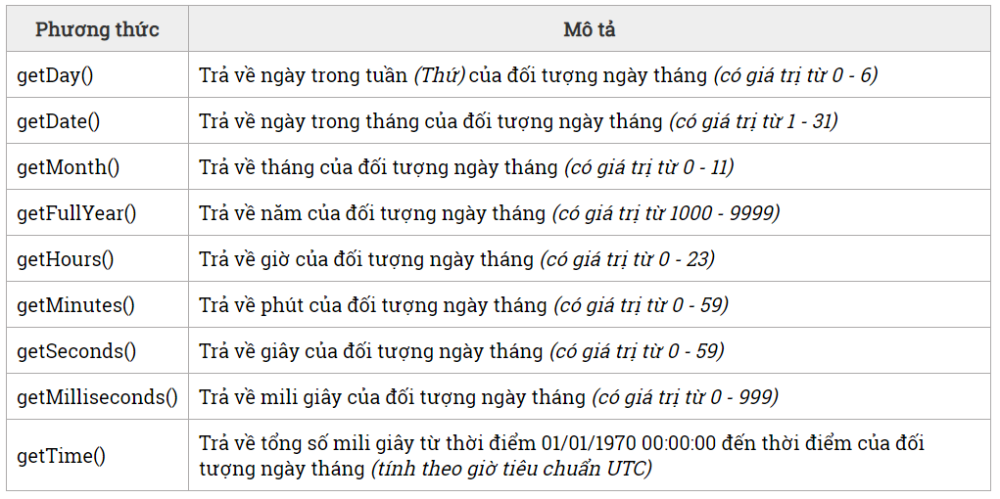 Phương thức Mô tả
getDay() Trả về ngày trong tuần (Thứ) của đối tượng ngày tháng (có giá trị từ 0 - 6)
getDate() Trả về ngày trong tháng của đối tượng ngày tháng (có giá trị từ 1 - 31)
getMonth() Trả về tháng của đối tượng ngày tháng (có giá trị từ 0 - 11)
getFullYear() Trả về năm của đối tượng ngày tháng (có giá trị từ 1000 - 9999)
getHours() Trả về giờ của đối tượng ngày tháng (có giá trị từ 0 - 23)
getMinutes() Trả về phút của đối tượng ngày tháng (có giá trị từ 0 - 59)
getSeconds() Trả về giây của đối tượng ngày tháng (có giá trị từ 0 - 59)
getMilliseconds() Trả về mili giây của đối tượng ngày tháng (có giá trị từ 0 - 999)
getTime() Trả về tổng số mili giây từ thời điểm 01/01/1970 00:00:00 đến thời điểm của đối
tượng ngày tháng (tính theo giờ tiêu chuẩn UTC)